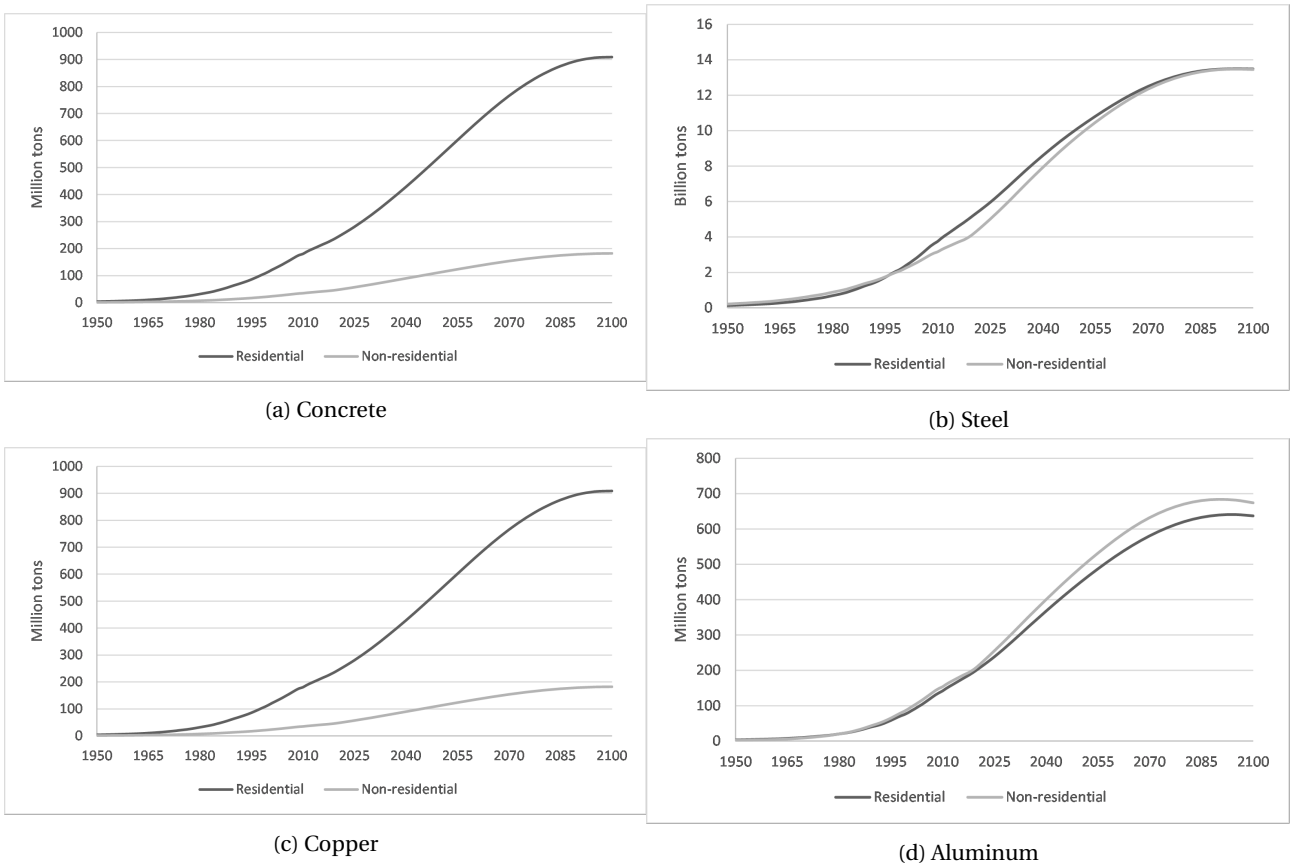 1000
900
800
700
600
500
400
300
200
100
0
Million tons
1950 1965 1980 1995 2010 2025 2040 2055 2070 2085 2100
Residential Non-residential
(a) Concrete
16
14
12
10
8
6
4
2
0
Billion tons
1950 1965 1980 1995 2010 2025 2040 2055 2070 2085 2100
Residential Non-residential
(b) Steel
1000
900
800
700
600
500
400
300
200
100
0
Million tons
1950 1965 1980 1995 2010 2025 2040 2055 2070 2085 2100
Residential Non-residential
(c) Copper
800
700
600
500
400
300
200
100
0
Million tons
1950 1965 1980 1995 2010 2025 2040 2055 2070 2085 2100
Residential Non-residential
(d) Aluminum